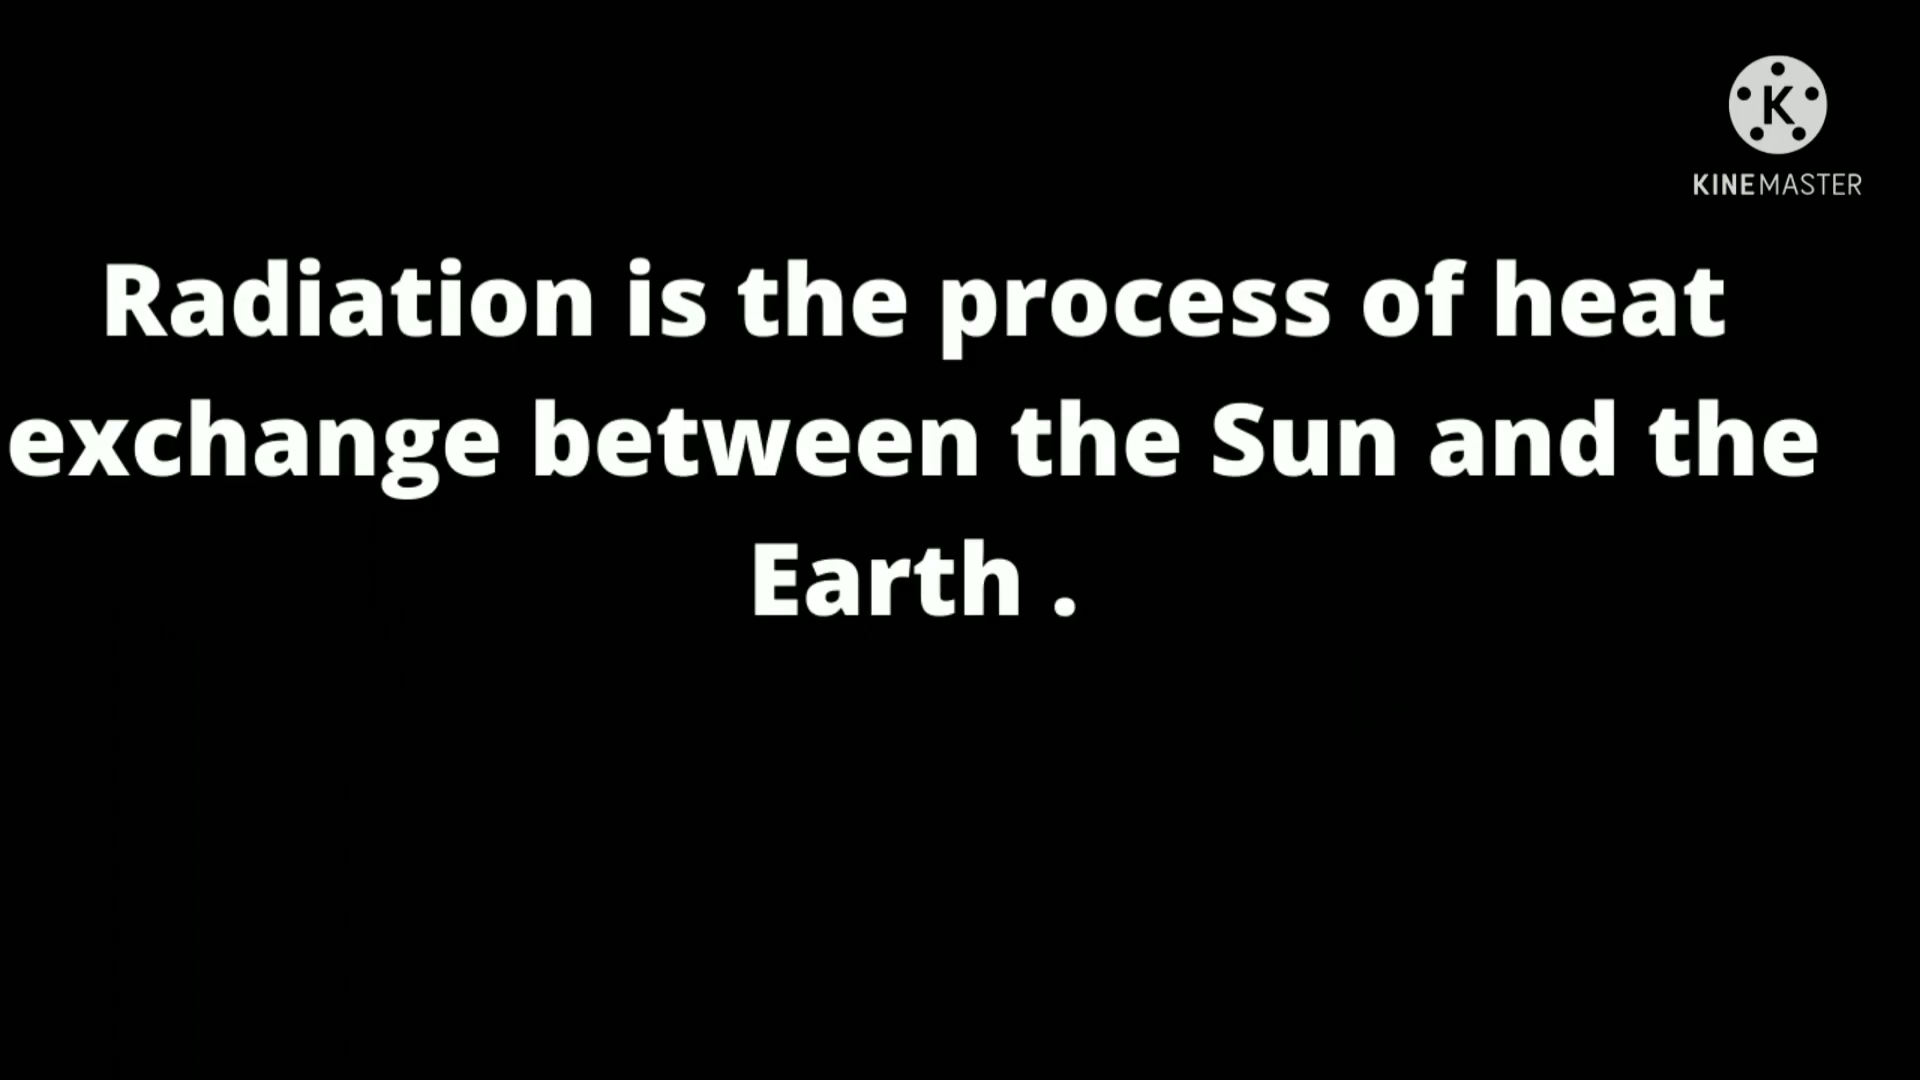 K
KINEMASTER
Radiation is the process of heat
exchange between the Sun and the
Earth .